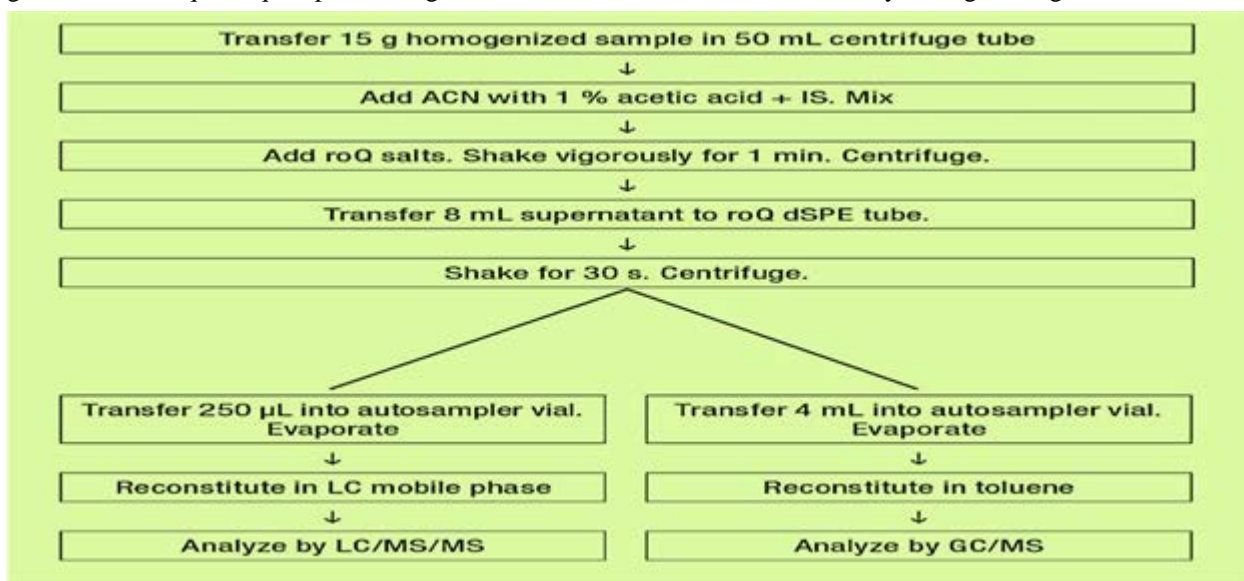 Transfer 15 g homogenized sample in 50 mL centrifuge tube
Add ACN with 1 % acetic acid + IS. Mix
Add roQ salts. Shake vigorously for 1 min. Centrifuge.
Transfer 8 mL supernatant to roQ dSPE tube.
Shake for 30 s. Centrifuge.
Transfer 250 µL into autosampler vial.
Evaporate
Reconstitute in LC mobile phase
Analyze by LC/MS/MS
Transfer 4 mL into autosampler vial.
Evaporate
Reconstitute in toluene
Analyze by GC/MS